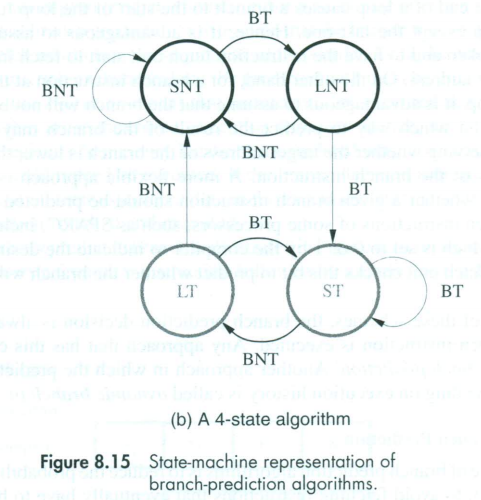 BT
BNT
SNT
LNT
BNT
BNT
BT
BT
LT
ST
BT
BNT
(b) A 4-state algorithm
Figure 8.15 State-machine representation of
branch-prediction algorithms.